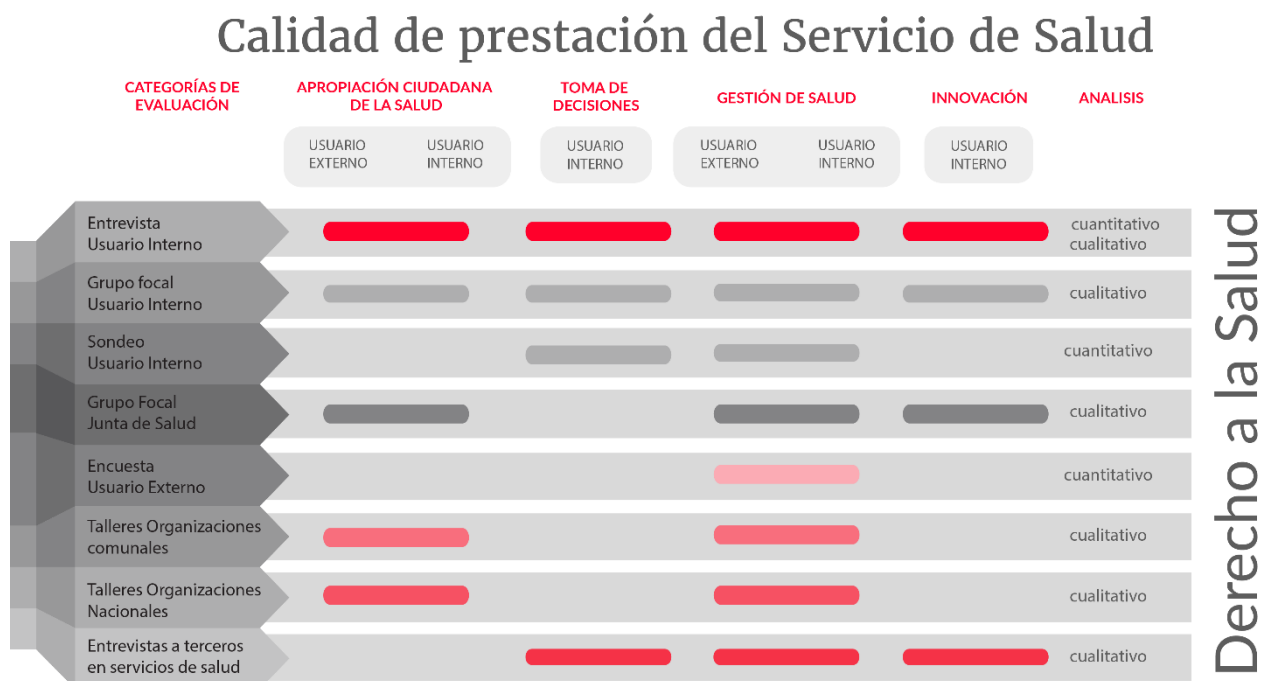 Calidad de prestación del Servicio de Salud
CATEGORÍAS DE
EVALUACIÓN
APROPIACIÓN CIUDADANA
DE LA SALUD
TOMA DE
DECISIONES
GESTIÓN DE SALUD
INNOVACIÓN
ANALISIS
USUARIO
EXTERNO
USUARIO
INTERNO
USUARIO
INTERNO
USUARIO
EXTERNO
USUARIO
INTERNO
USUARIO
INTERNO
Entrevista
Usuario Interno
cuantitativo
cualitativo
Grupo focal
Usuario Interno
cualitativo
Sondeo
Usuario Interno
cuantitativo
Grupo Focal
Junta de Salud
cualitativo
Encuesta
Usuario Externo
cuantitativo
Talleres Organizaciones
comunales
cualitativo
Talleres Organizaciones
Nacionales
cualitativo
Entrevistas a terceros
en servicios de salud
cualitativo
Derecho a la Salud